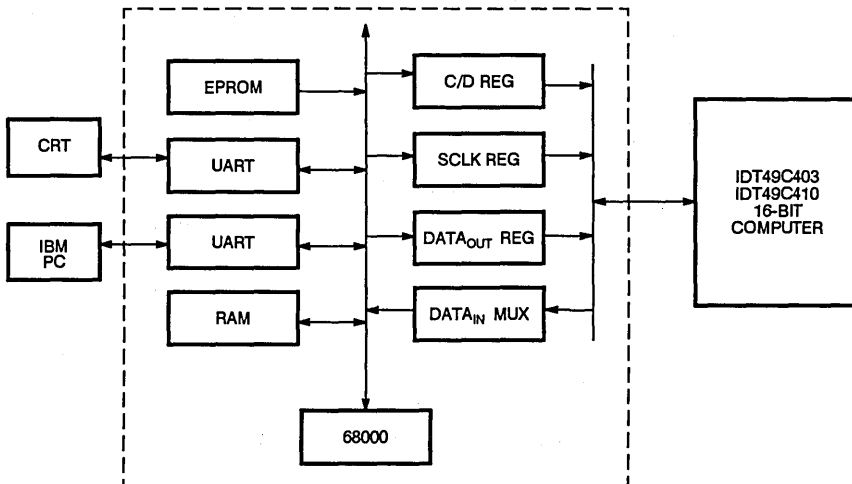 EPROM
C/D REG
CRT
UART
SCLK REG
IDT49C403
IDT49C410
16-BIT
COMPUTER
IBM
PC
UART
DATAOUT REG
RAM
DATAIN MUX
68000